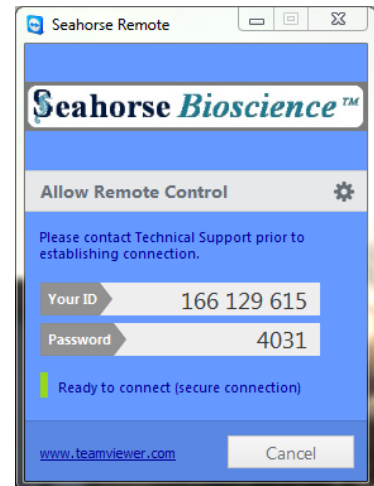 Seahorse Remote
Seahorse Bioscience™
Allow Remote Control
Please contact Technical Support prior to
establishing connection.
Your ID 166 129 615
Password 4031
Ready to connect (secure connection)
www.teamviewer.com Cancel